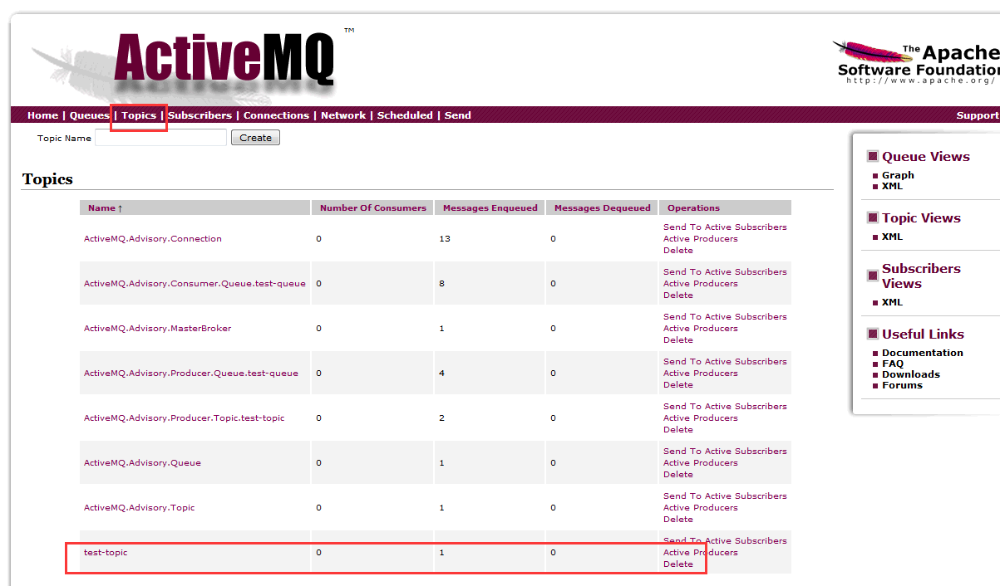 ActiveMQ ™
The Apache
Software Foundation
http://www.apache.org/
Home | Queues | Topics | Subscribers | Connections | Network | Scheduled | Send
Support
Topic Name Create
Topics
Name ↑ Number Of Consumers Messages Enqueued Messages Dequeued Operations
ActiveMQ.Advisory.Connection 0 13 0 Send To Active Subscribers
Active Producers
Delete
ActiveMQ.Advisory.Consumer.Queue.test-queue 0 8 0 Send To Active Subscribers
Active Producers
Delete
ActiveMQ.Advisory.MasterBroker 0 1 0 Send To Active Subscribers
Active Producers
Delete
ActiveMQ.Advisory.Producer.Queue.test-queue 0 4 0 Send To Active Subscribers
Active Producers
Delete
ActiveMQ.Advisory.Producer.Topic.test-topic 0 2 0 Send To Active Subscribers
Active Producers
Delete
ActiveMQ.Advisory.Queue 0 1 0 Send To Active Subscribers
Active Producers
Delete
ActiveMQ.Advisory.Topic 0 1 0 Send To Active Subscribers
Active Producers
Delete
test-topic 0 1 0 Send To Active Subscribers
Active Producers
Delete
Queue Views
Graph
XML
Topic Views
XML
Subscribers
Views
XML
Useful Links
Documentation
FAQ
Downloads
Forums